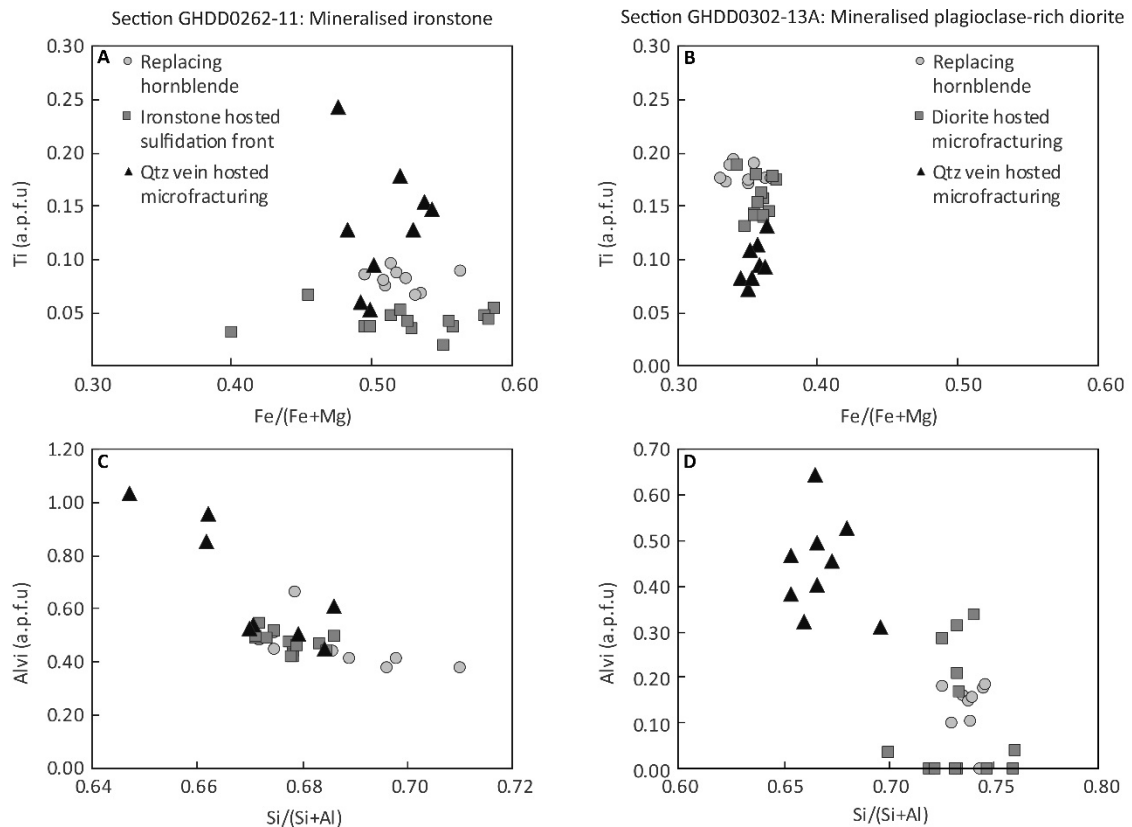 Section GHDD0262-11: Mineralised ironstone
Section GHDD0302-13A: Mineralised plagioclase-rich diorite
A
Replacing
hornblende
Ironstone hosted
sulfidation front
Qtz vein hosted
microfracturing
0.30
0.25
0.20
0.15
0.10
0.05
0.00
Ti (a.p.f.u)
0.30
0.40
0.50
0.60
Fe/(Fe+Mg)
B
Replacing
hornblende
Diorite hosted
microfracturing
Qtz vein hosted
microfracturing
0.30
0.25
0.20
0.15
0.10
0.05
0.00
Ti (a.p.f.u)
0.30
0.40
0.50
0.60
Fe/(Fe+Mg)
C
1.20
1.00
0.80
0.60
0.40
0.20
0.00
Alvi (a.p.f.u)
0.64
0.66
0.68
0.70
0.72
Si/(Si+Al)
D
0.70
0.60
0.50
0.40
0.30
0.20
0.10
0.00
Alvi (a.p.f.u)
0.60
0.65
0.70
0.75
0.80
Si/(Si+Al)